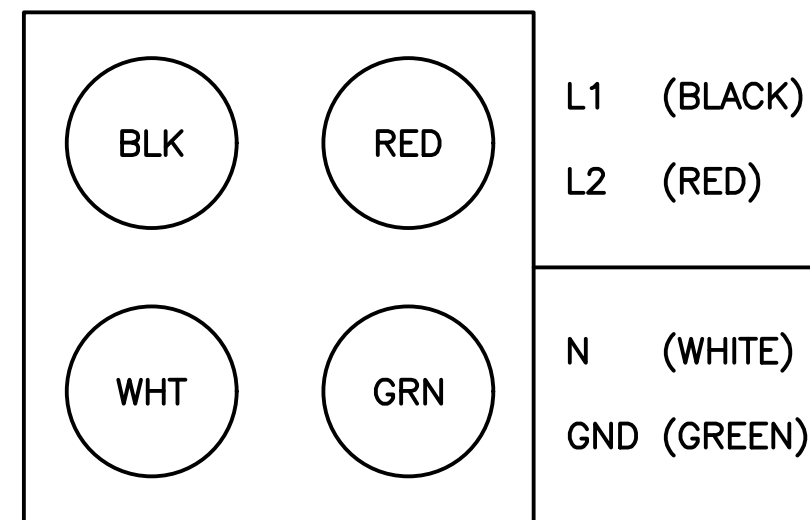 BLK RED
WHT GRN
L1 (BLACK)
L2 (RED)
N (WHITE)
GND (GREEN)